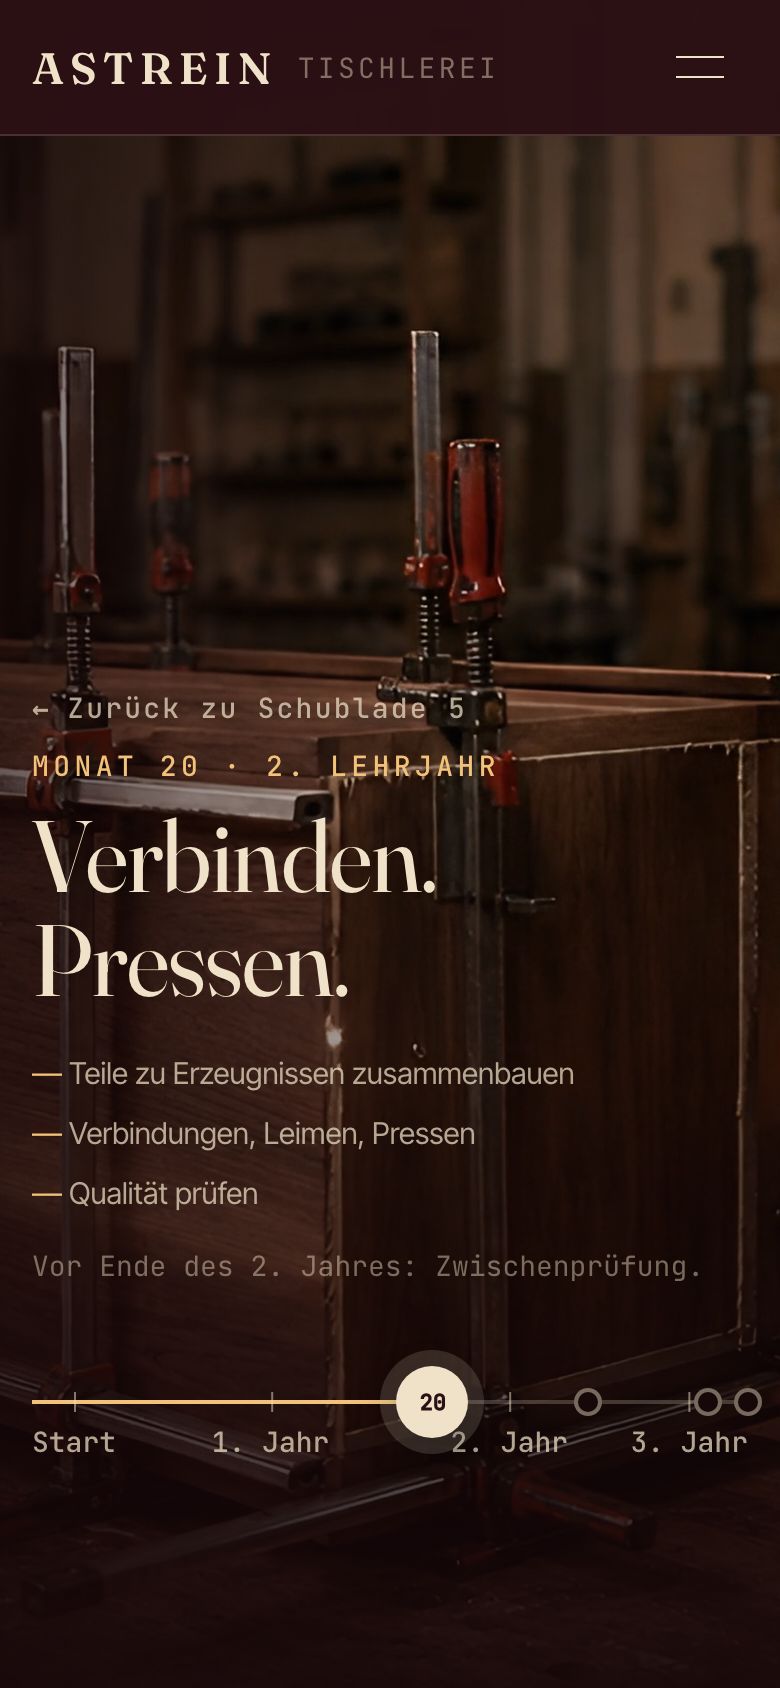 ASTREIN TISCHLEREI
← Zurück zu Schublade 5
MONAT 20 · 2. LEHRJAHR
Verbinden.
Pressen.
— Teile zu Erzeugnissen zusammenbauen
— Verbindungen, Leimen, Pressen
— Qualität prüfen
Vor Ende des 2. Jahres: Zwischenprüfung.
20
Start 1. Jahr 2. Jahr 3. Jahr